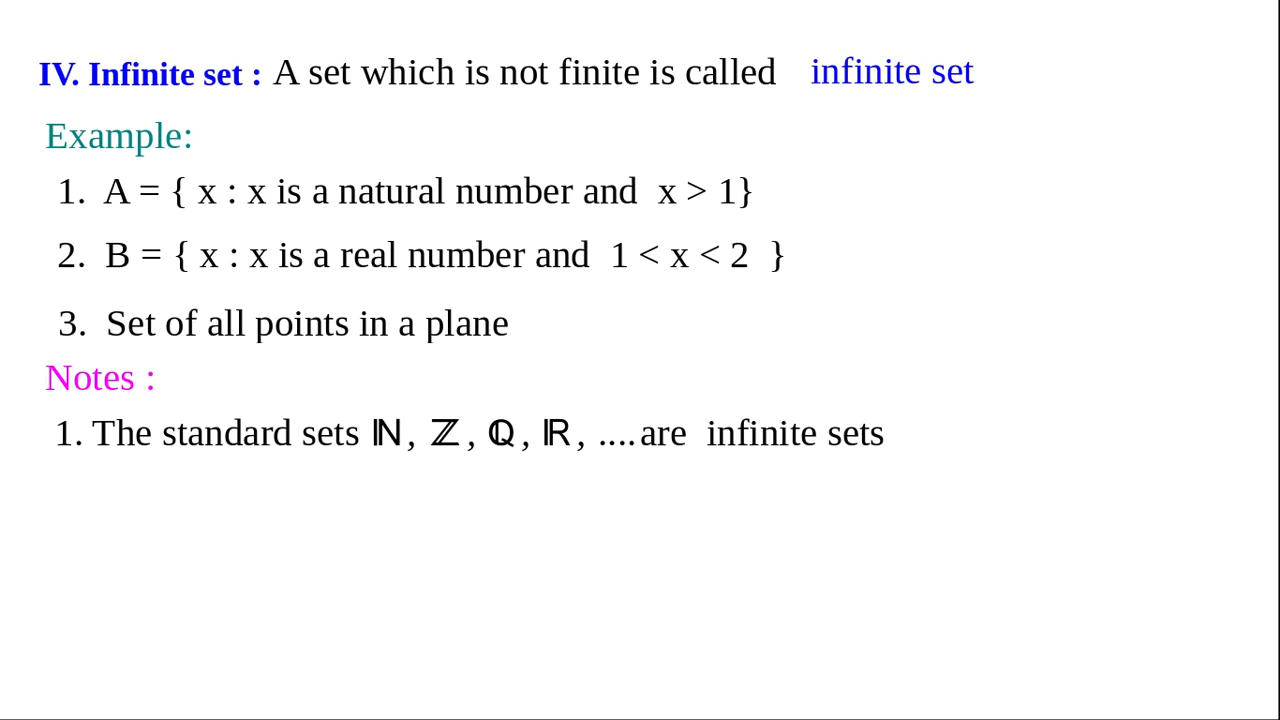 IV. Infinite set : A set which is not finite is called infinite set
Example:
1. A = { x : x is a natural number and x > 1}
2. B = { x : x is a real number and 1 < x < 2 }
3. Set of all points in a plane
Notes :
1. The standard sets ℕ, ℤ, ℚ, ℝ, ....are infinite sets